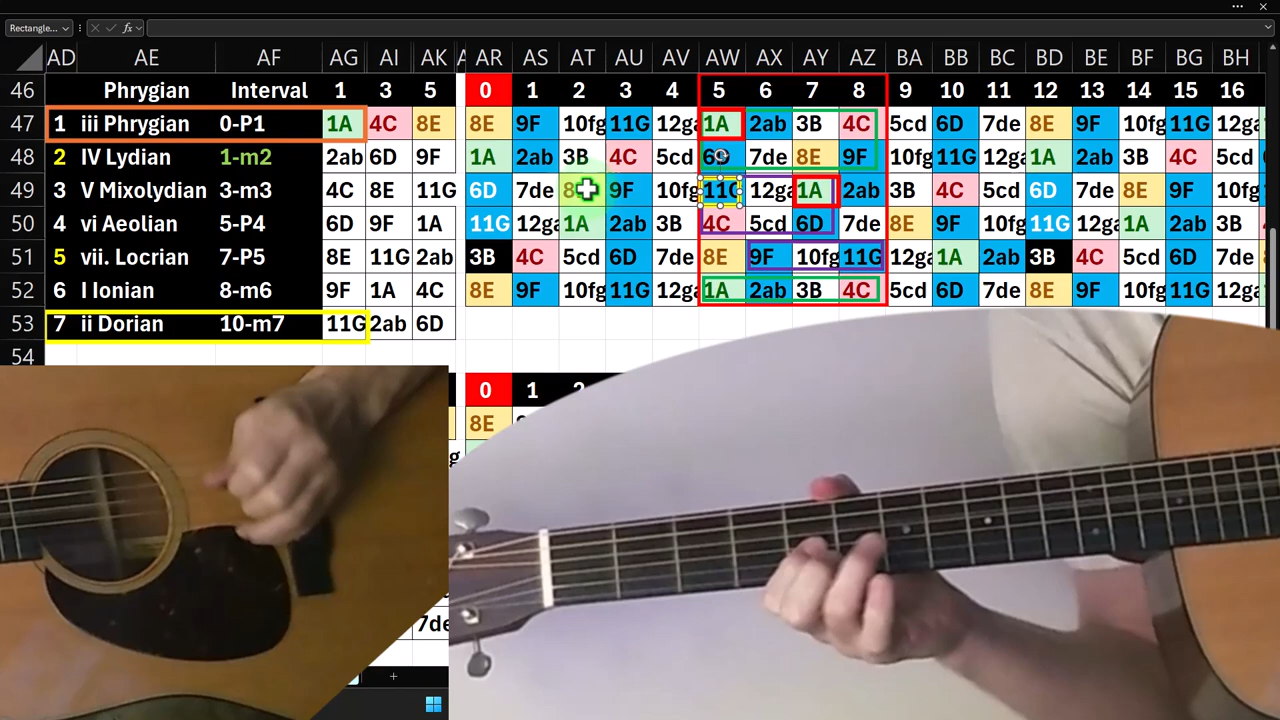 Rectangle...
fx
AD AE AF AG AI AK AR AS AT AU AV AW AX AY AZ BA BB BC BD BE BF BG BH
46 Phrygian Interval 1 3 5 0 1 2 3 4 5 6 7 8 9 10 11 12 13 14 15 16
47 1 iii Phrygian 0-P1 1A 4C 8E 8E 9F 10fg 11G 12ga 1A 2ab 3B 4C 5cd 6D 7de 8E 9F 10fg 11G 12ga
48 2 IV Lydian 1-m2 2ab 6D 9F 1A 2ab 3B 4C 5cd 6D 7de 8E 9F 10fg 11G 12ga 1A 2ab 3B 4C 5cd
49 3 V Mixolydian 3-m3 4C 8E 11G 6D 7de 9F 10fg 11G 12ga 1A 2ab 3B 4C 5cd 6D 7de 8E 9F 10fg
50 4 vi Aeolian 5-P4 6D 9F 1A 11G 12ga 1A 2ab 3B 4C 5cd 6D 7de 8E 9F 10fg 11G 12ga 1A 2ab 3B
51 5 vii. Locrian 7-P5 8E 11G 2ab 3B 4C 5cd 6D 7de 8E 9F 10fg 11G 12ga 1A 2ab 3B 4C 5cd 6D 7de
52 6 I Ionian 8-m6 9F 1A 4C 8E 9F 10fg 11G 12ga 1A 2ab 3B 4C 5cd 6D 7de 8E 9F 10fg 11G 12ga
53 7 ii Dorian 10-m7 11G 2ab 6D
54
0 1
8E
7de